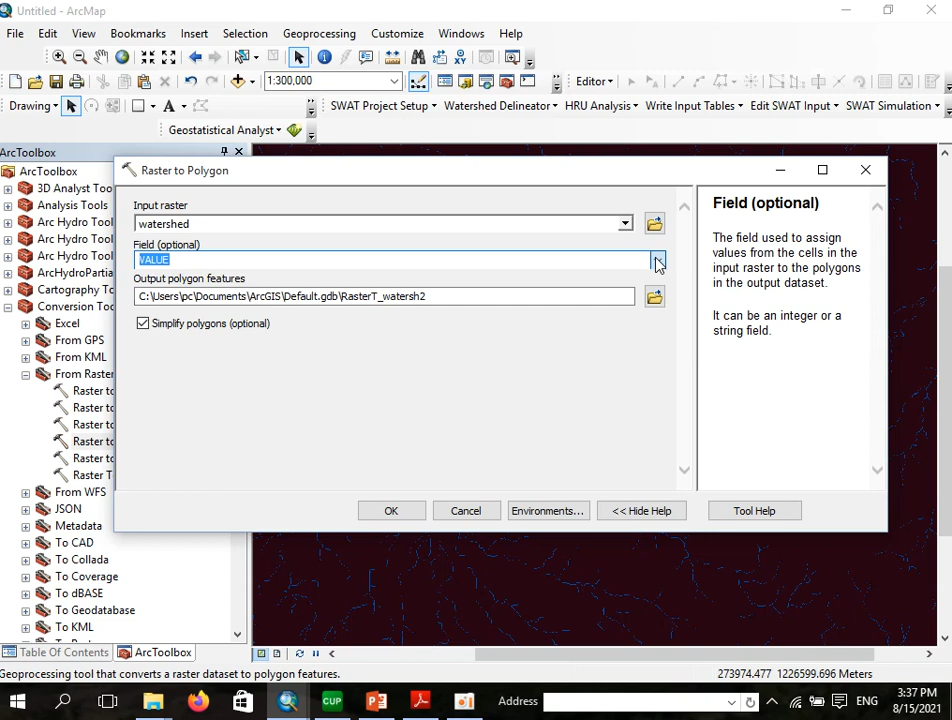 Untitled - ArcMap
File Edit View Bookmarks Insert Selection Geoprocessing Customize Windows Help
1:300,000 Editor
Drawing A SWAT Project Setup Watershed Delineator HRU Analysis Write Input Tables Edit SWAT Input SWAT Simulation
Geostatistical Analyst
ArcToolbox
ArcToolbox
3D Analyst Too
Analysis Tools
Arc Hydro Tool
Arc Hydro Tool
Arc Hydro Tool
ArcHydroPartia
Cartography To
Conversion Too
Excel
From GPS
From KML
From Raster
Raster to
Raster to
Raster to
Raster to
Raster to
Raster T
From WFS
JSON
Metadata
To CAD
To Collada
To Coverage
To dBASE
To Geodatabase
To KML
Raster to Polygon
Input raster
watershed
Field (optional)
VALUE
Output polygon features
C:\Users\pc\Documents\ArcGIS\Default.gdb\RasterT_watersh2
Simplify polygons (optional)
OK Cancel Environments... << Hide Help Tool Help
Field (optional)
The field used to assign
values from the cells in the
input raster to the polygons
in the output dataset.
It can be an integer or a
string field.
Table Of Contents ArcToolbox
Geoprocessing tool that converts a raster dataset to polygon features. 273974.477 1226599.696 Meters
CUP Address ENG 3:37 PM
8/15/2021